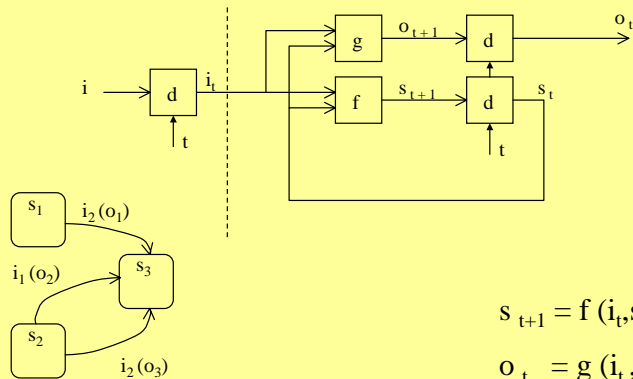 o t
g
o t+1
d
i
d
i t
f
s t+1
d
s t
t
t
s 1
i 2 (o 1)
s 3
i 1 (o 2)
s 2
i 2 (o 3)
s t+1 = f (i t,s
o t = g (i t,